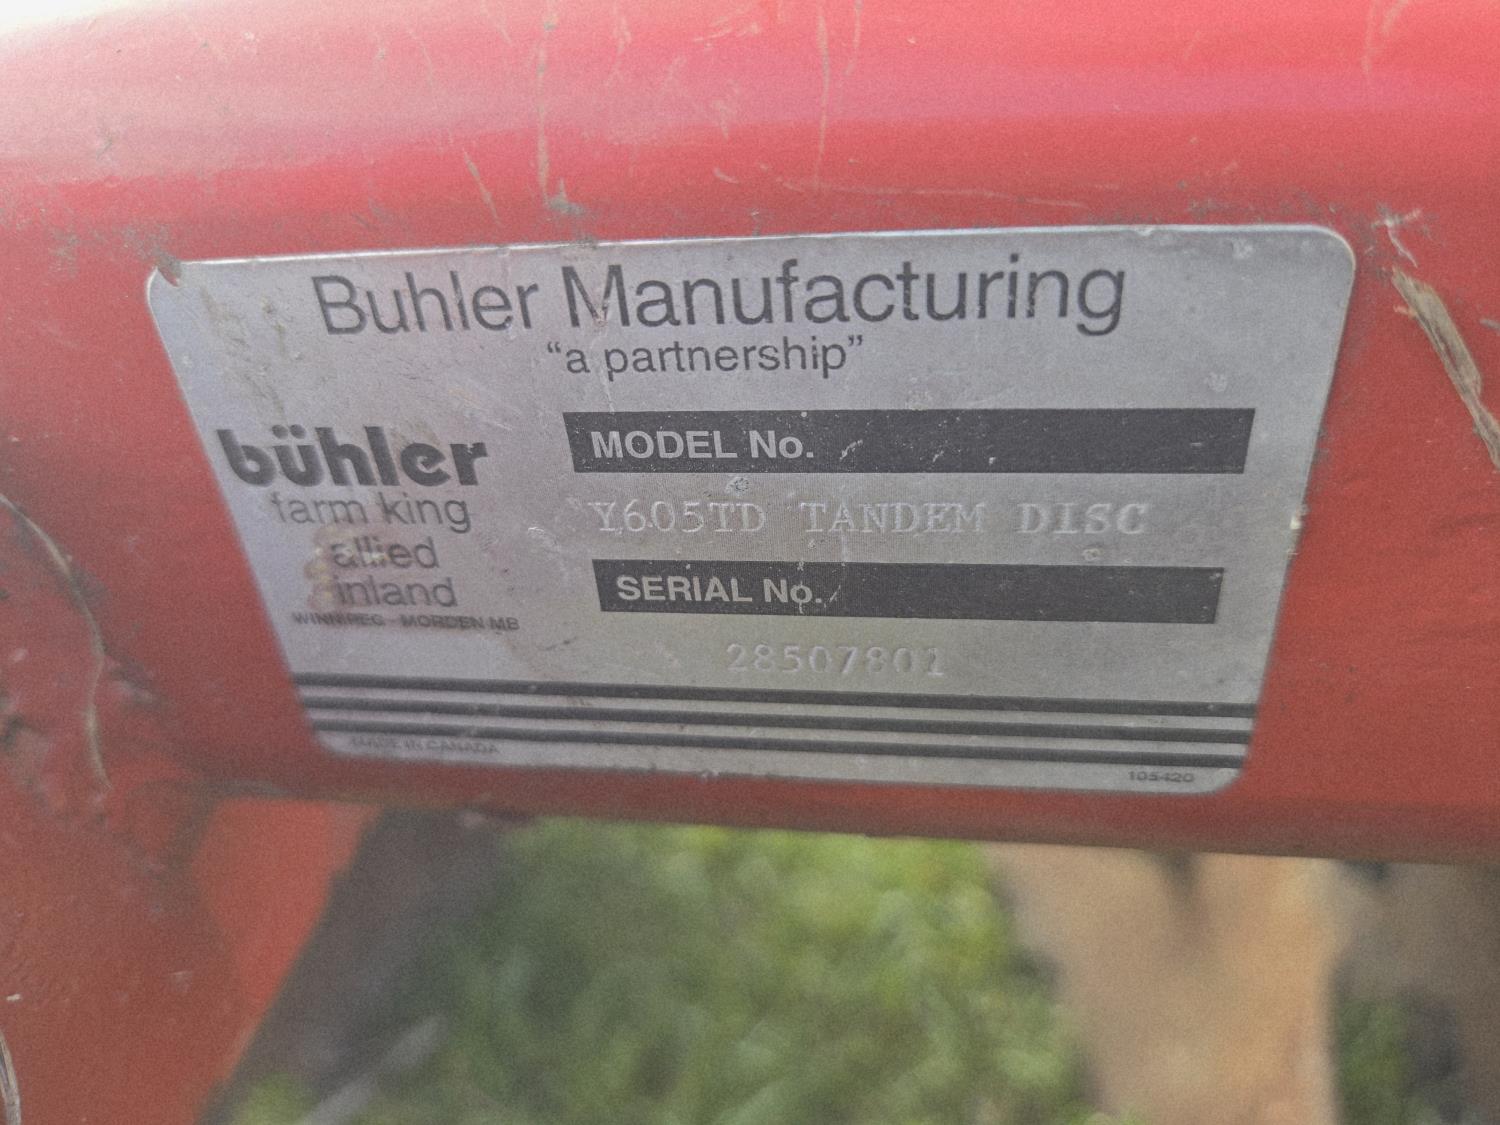 Buhler Manufacturing
“a partnership”
bühler
farm king
allied
inland
WINNIPEG - MORDEN MB
MODEL No.
Y605TD TANDEM DISC
SERIAL No.
28507801
MADE IN CANADA
105420